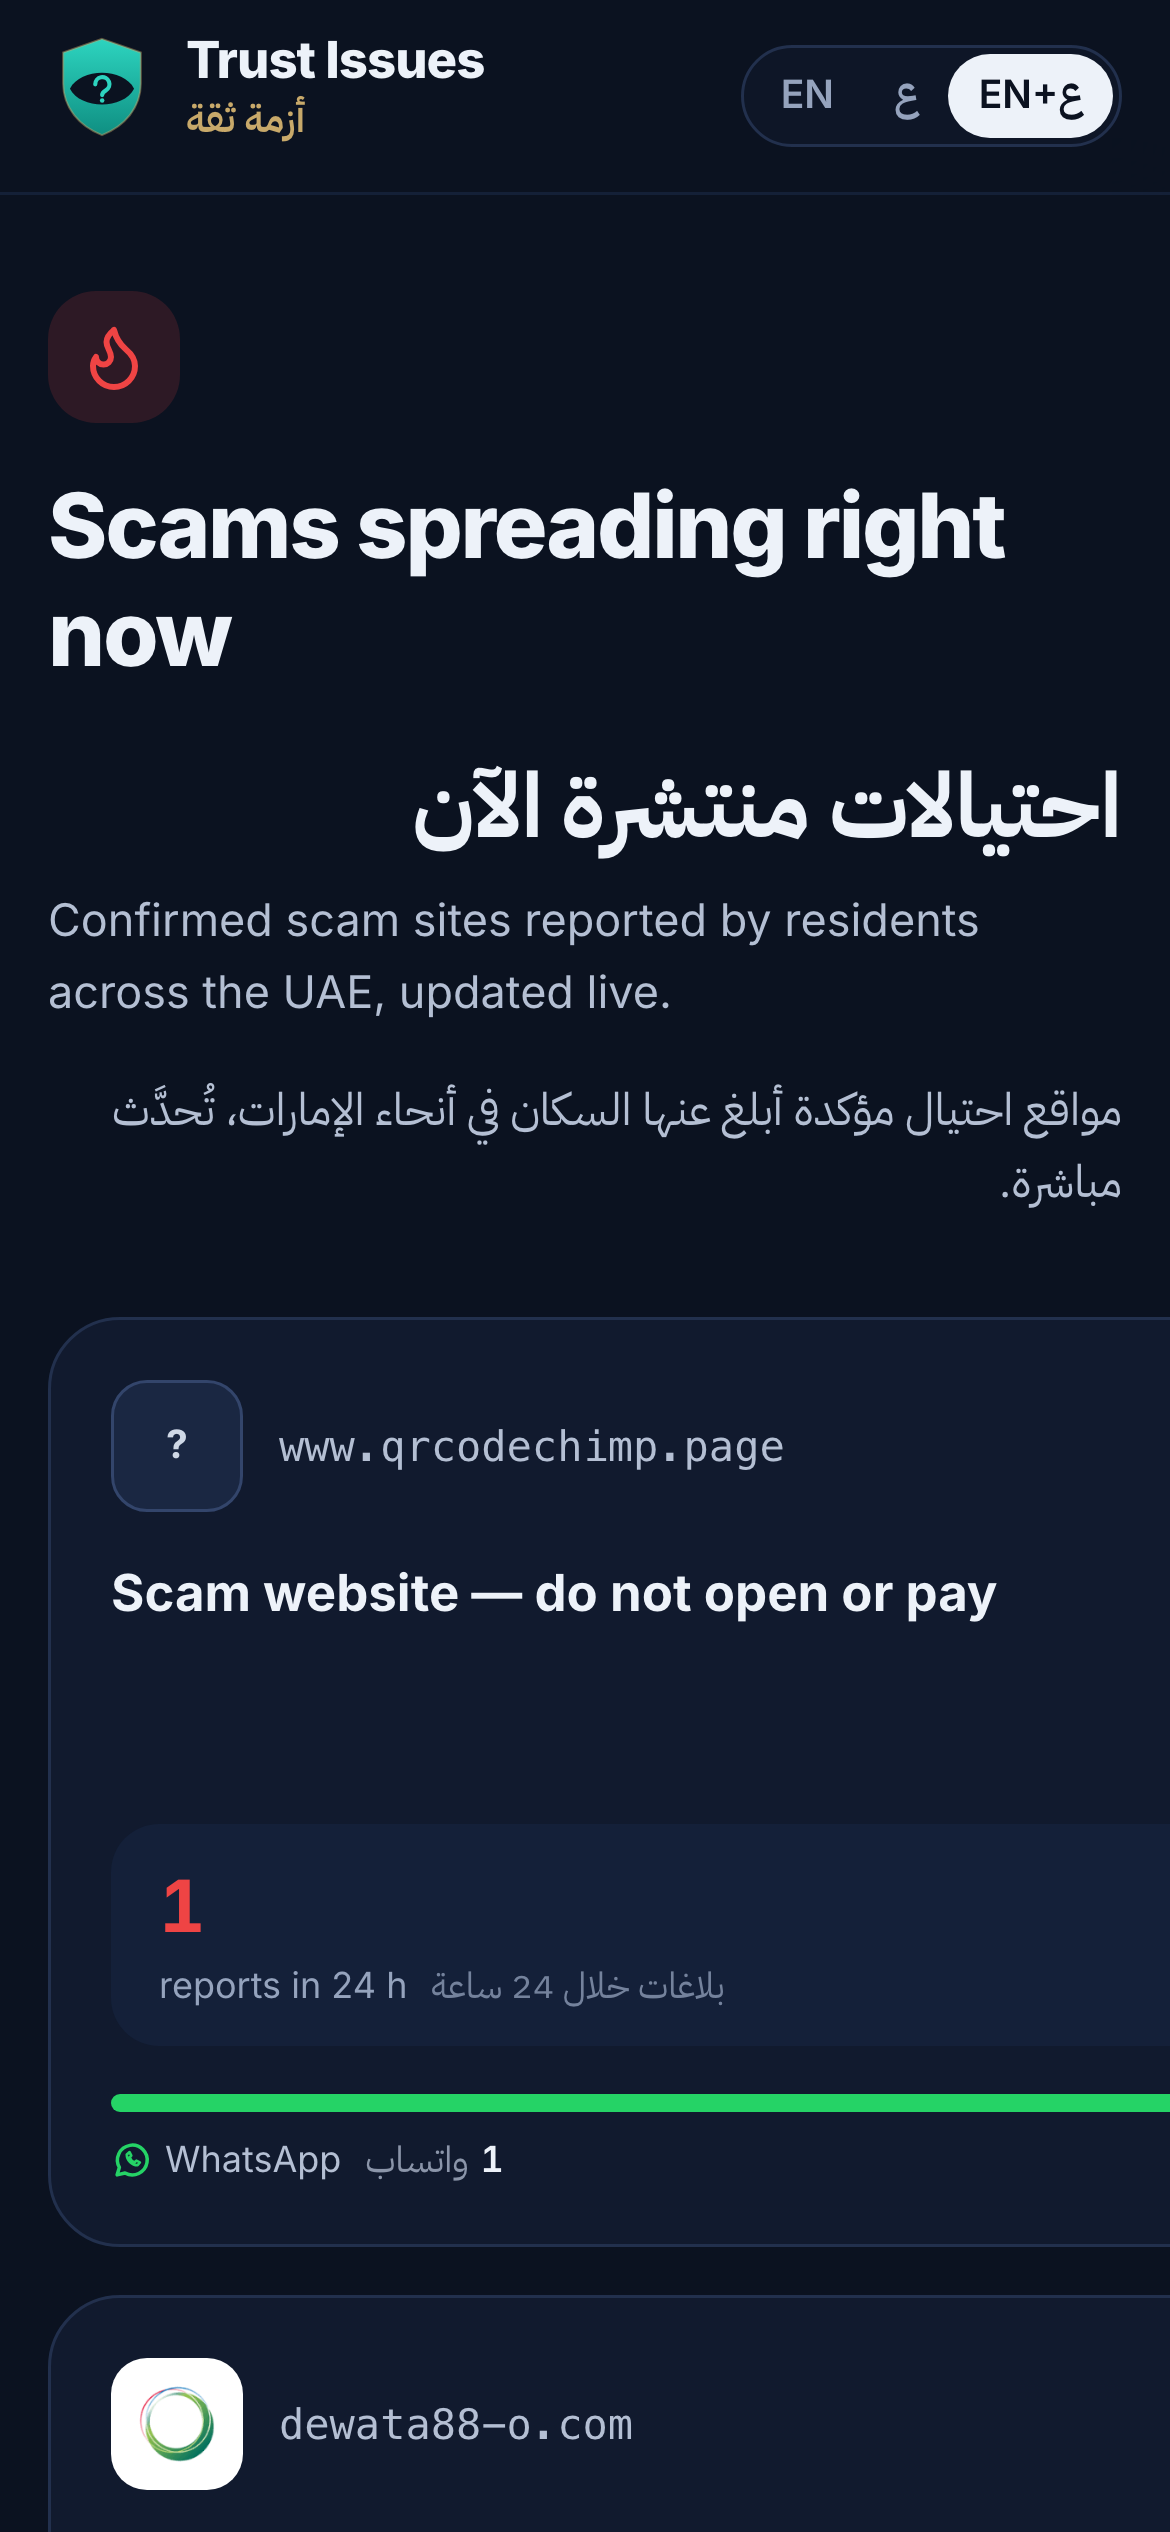 Trust Issues
أزمة ثقة
EN ع EN+ع
Scams spreading right
now
احتيالات منتشرة الآن
Confirmed scam sites reported by residents
across the UAE, updated live.
مواقع احتيال مؤكدة أبلغ عنها السكان في أنحاء الإمارات، تُحدَّث
مباشرة.
?
www.qrcodechimp.page
Scam website — do not open or pay
1
reports in 24 h بلاغات خلال 24 ساعة
WhatsApp واتساب 1
dewata88-o.com